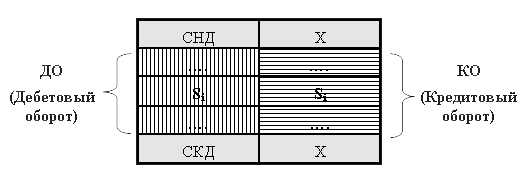 СНД Х
ДО
(Дебетовый
оборот)
.... ....
Si Si
.... ....
КО
(Кредитовый
оборот)
СКД Х